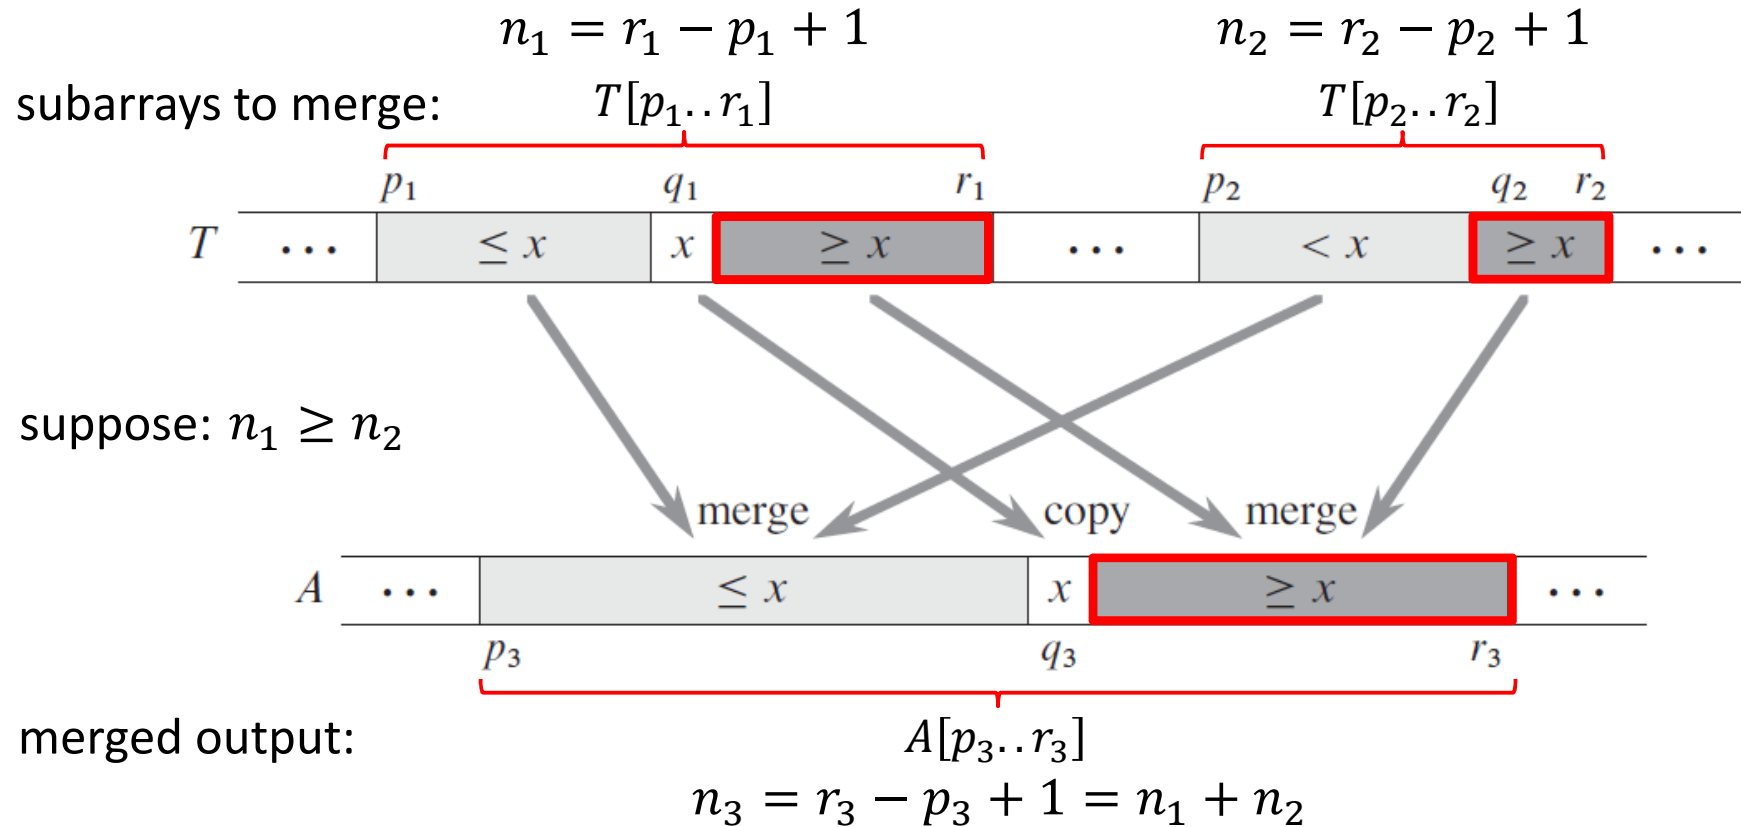 n₁ = r₁ − p₁ + 1 n₂ = r₂ − p₂ + 1
subarrays to merge: T[p₁..r₁] T[p₂..r₂]
p₁ q₁ r₁ p₂ q₂ r₂
T ··· ≤ x x ≥ x ··· < x ≥ x ···
suppose: n₁ ≥ n₂
merge copy merge
A ··· ≤ x x ≥ x ···
p₃ q₃ r₃
merged output: A[p₃..r₃]
n₃ = r₃ − p₃ + 1 = n₁ + n₂